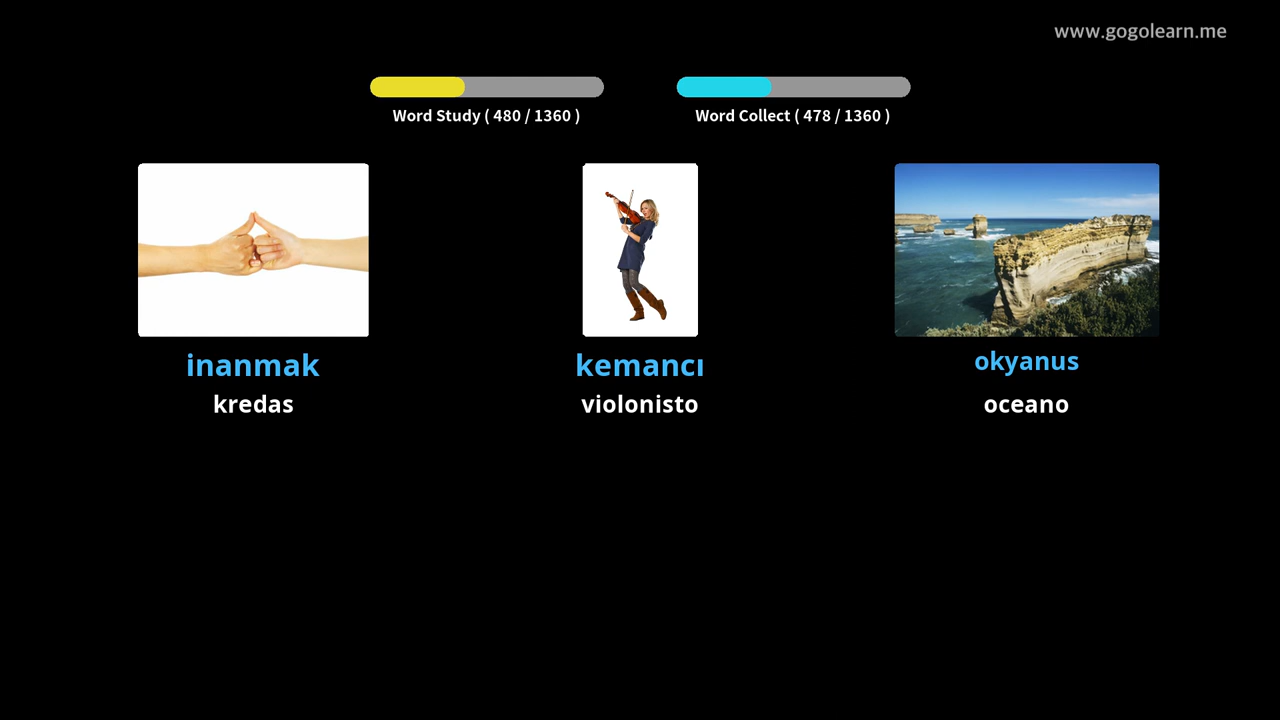 www.gogolearn.me
Word Study ( 480 / 1360 )
Word Collect ( 478 / 1360 )
inanmak
kredas
kemancı
violonisto
okyanus
oceano